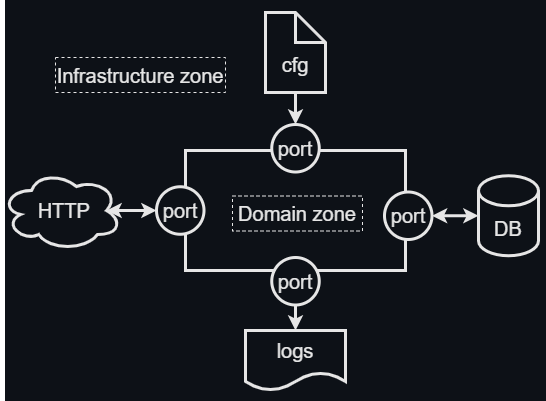 cfg
Infrastructure zone
port
HTTP
port
Domain zone
port
DB
port
logs